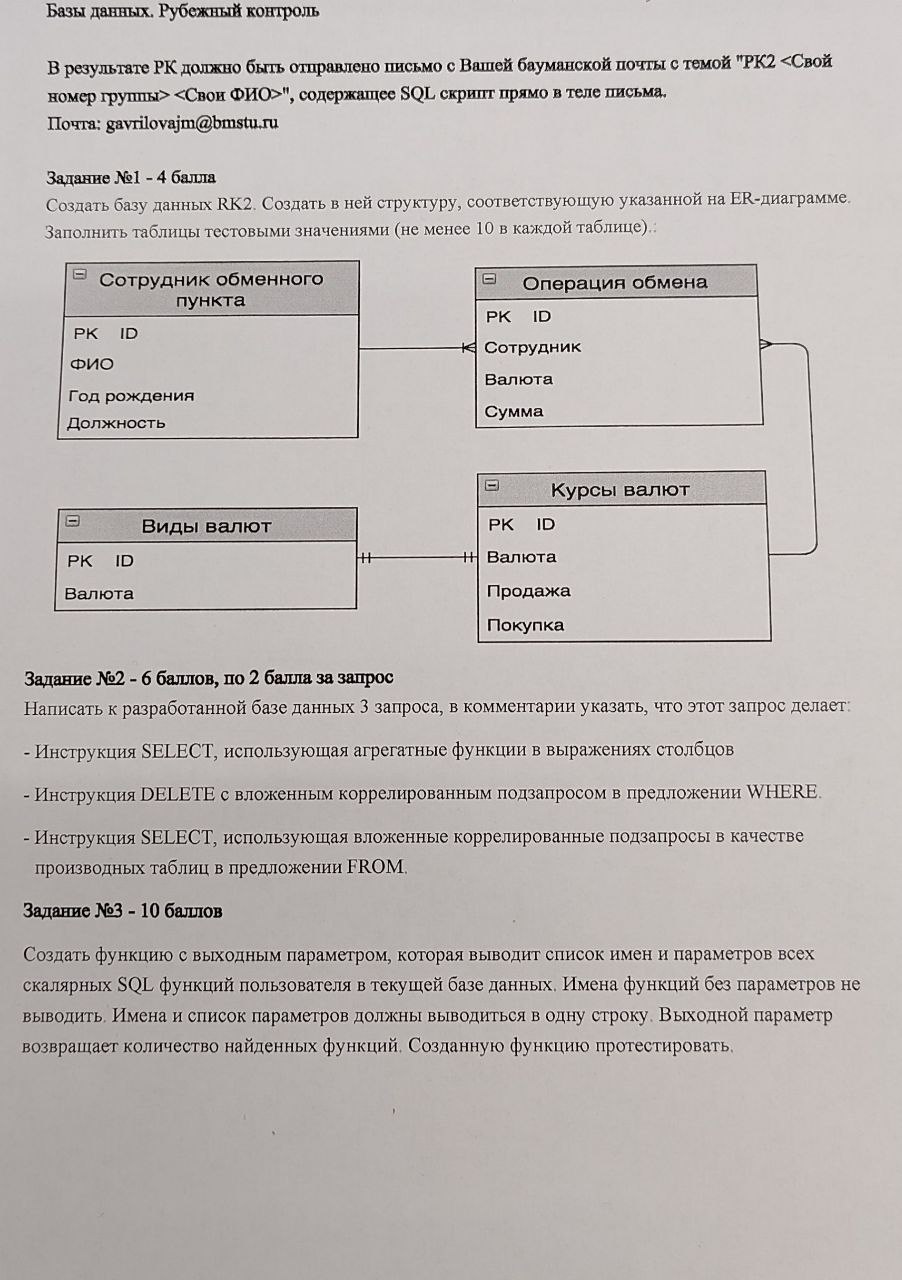 Базы данных. Рубежный контроль
В результате РК должно быть отправлено письмо с Вашей бауманской почты с темой "РК2 <Свой
номер группы> <Свои ФИО>", содержащее SQL скрипт прямо в теле письма.
Почта: gavrilovajm@bmstu.ru
Задание №1 - 4 балла
Создать базу данных RK2. Создать в ней структуру, соответствующую указанной на ER-диаграмме.
Заполнить таблицы тестовыми значениями (не менее 10 в каждой таблице).:
Сотрудник обменного
пункта
PK ID
ФИО
Год рождения
Должность
Операция обмена
PK ID
Сотрудник
Валюта
Сумма
Виды валют
PK ID
Валюта
Курсы валют
PK ID
Валюта
Продажа
Покупка
Задание №2 - 6 баллов, по 2 балла за запрос
Написать к разработанной базе данных 3 запроса, в комментарии указать, что этот запрос делает:
- Инструкция SELECT, использующая агрегатные функции в выражениях столбцов
- Инструкция DELETE с вложенным коррелированным подзапросом в предложении WHERE.
- Инструкция SELECT, использующая вложенные коррелированные подзапросы в качестве
производных таблиц в предложении FROM.
Задание №3 - 10 баллов
Создать функцию с выходным параметром, которая выводит список имен и параметров всех
скалярных SQL функций пользователя в текущей базе данных. Имена функций без параметров не
выводить. Имена и список параметров должны выводиться в одну строку. Выходной параметр
возвращает количество найденных функций. Созданную функцию протестировать.